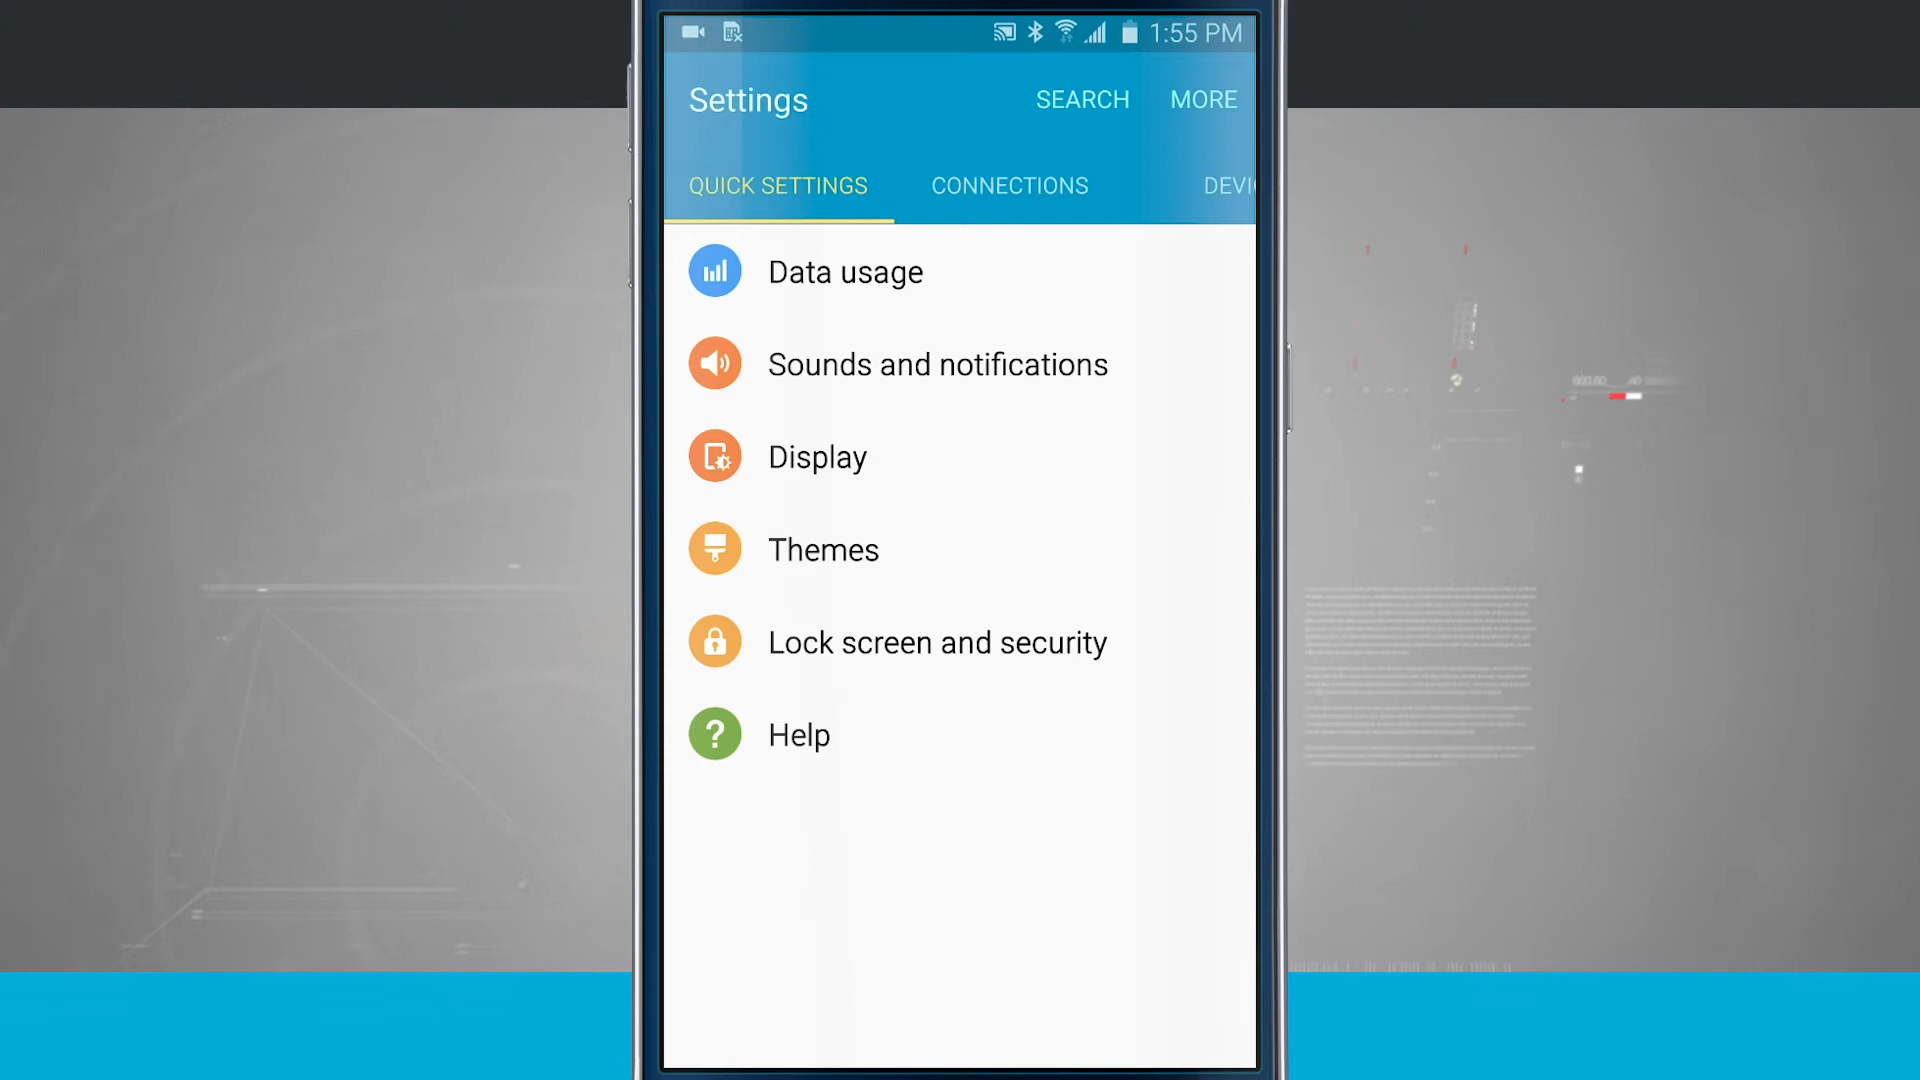 1:55 PM
Settings SEARCH MORE
QUICK SETTINGS CONNECTIONS DEVI
Data usage
Sounds and notifications
Display
Themes
Lock screen and security
Help